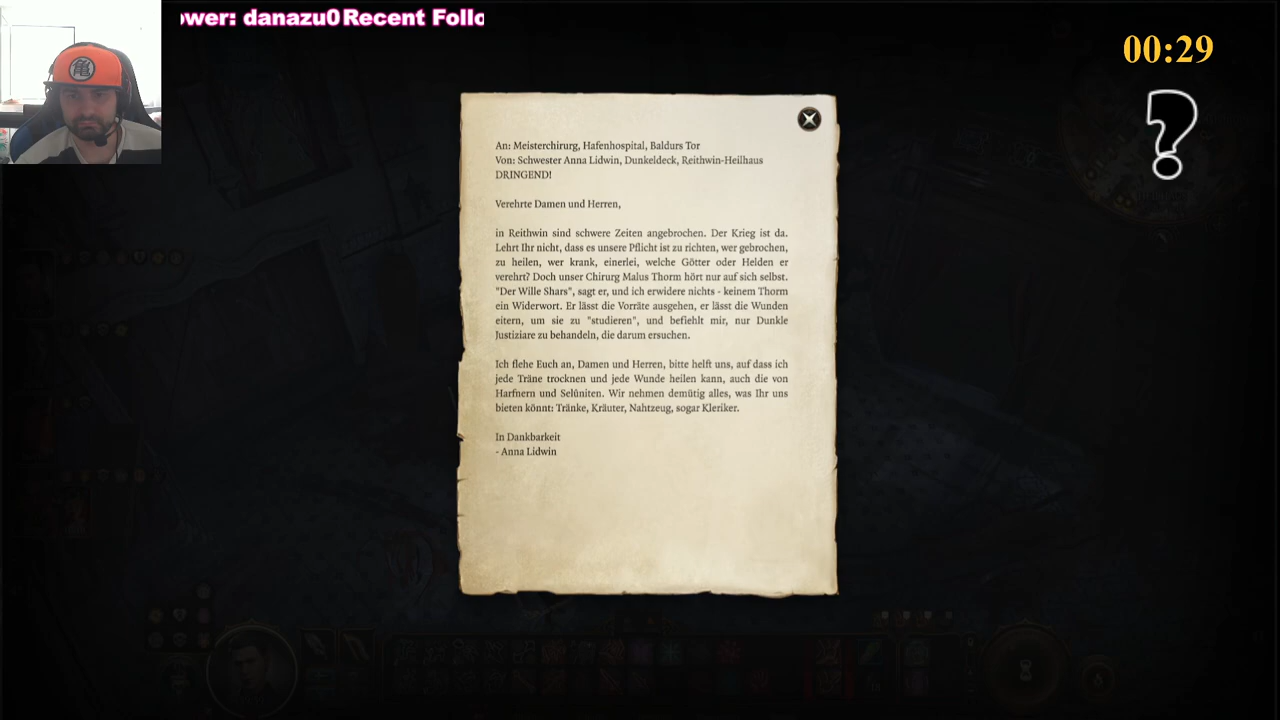 ower: danazu0 Recent Follo
00:29
亀
An: Meisterchirurg, Hafenhospital, Baldurs Tor
Von: Schwester Anna Lidwin, Dunkeldeck, Reithwin-Heilhaus
DRINGEND!
Verehrte Damen und Herren,
in Reithwin sind schwere Zeiten angebrochen. Der Krieg ist da.
Lehrt Ihr nicht, dass es unsere Pflicht ist zu richten, wer gebrochen,
zu heilen, wer krank, einerlei, welche Götter oder Helden er
verehrt? Doch unser Chirurg Malus Thorm hört nur auf sich selbst.
"Der Wille Shars", sagt er, und ich erwidere nichts - keinem Thorm
ein Widerwort. Er lässt die Vorräte ausgehen, er lässt die Wunden
eitern, um sie zu "studieren", und befiehlt mir, nur Dunkle
Justiziare zu behandeln, die darum ersuchen.
Ich flehe Euch an, Damen und Herren, bitte helft uns, auf dass ich
jede Träne trocknen und jede Wunde heilen kann, auch die von
Harfnern und Selûniten. Wir nehmen demütig alles, was Ihr uns
bieten könnt: Tränke, Kräuter, Nahtzeug, sogar Kleriker.
In Dankbarkeit
- Anna Lidwin